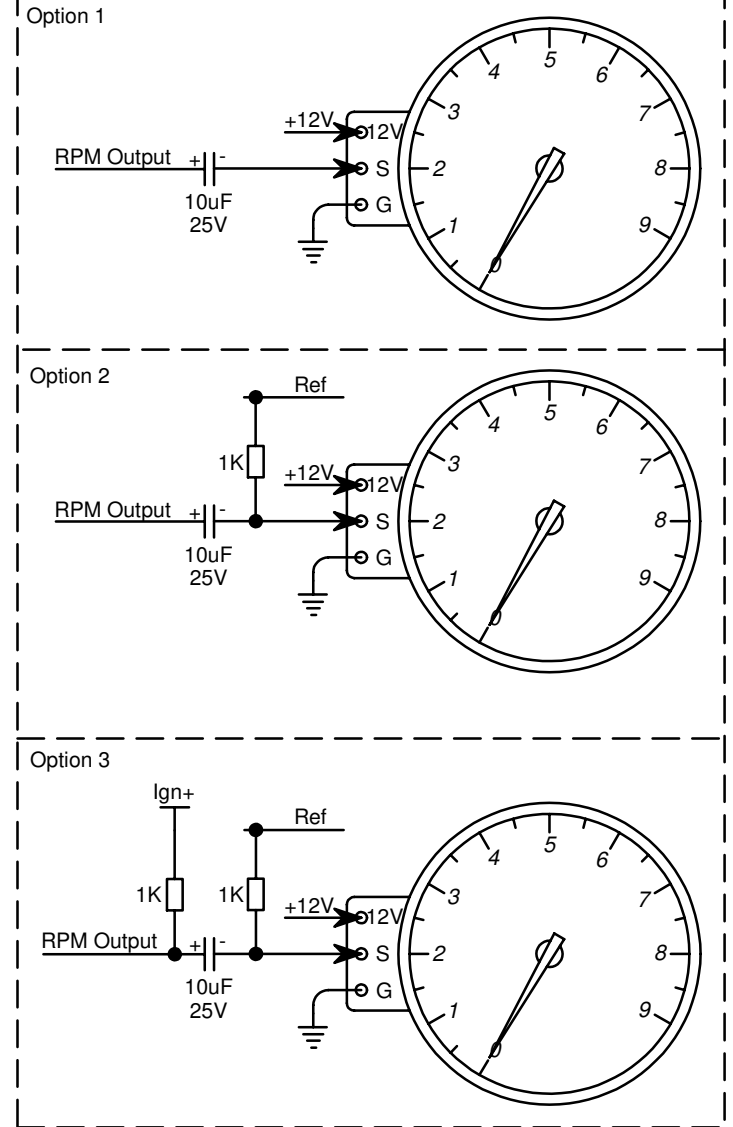 Option 1
5
4
6
3
7
+12V
12V
RPM Output
+
-
S
2
8
10uF
25V
G
1
9
0
Option 2
Ref
5
4
6
1K
3
7
+12V
12V
RPM Output
+
-
S
2
8
10uF
25V
G
1
9
0
Option 3
Ign+
Ref
5
4
6
1K
1K
3
7
+12V
12V
RPM Output
+
-
S
2
8
10uF
25V
G
1
9
0